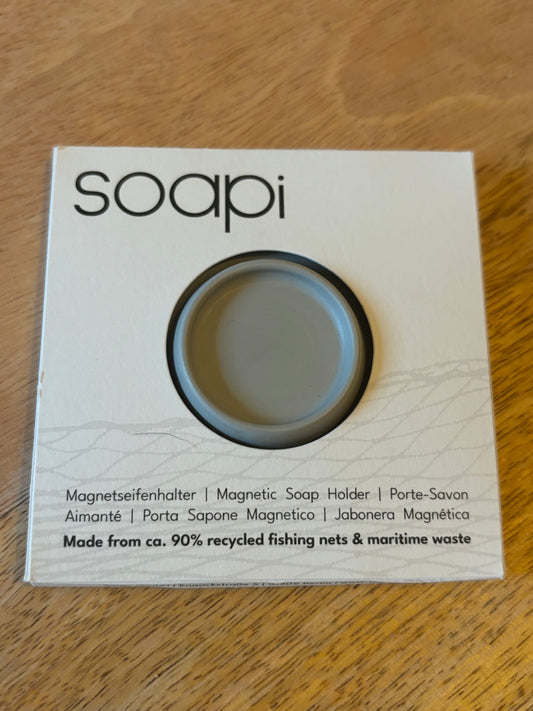 soapi
Magnetseifenhalter | Magnetic Soap Holder | Porte-Savon
Aimanté | Porta Sapone Magnetico | Jabonera Magnética
Made from ca. 90% recycled fishing nets & maritime waste